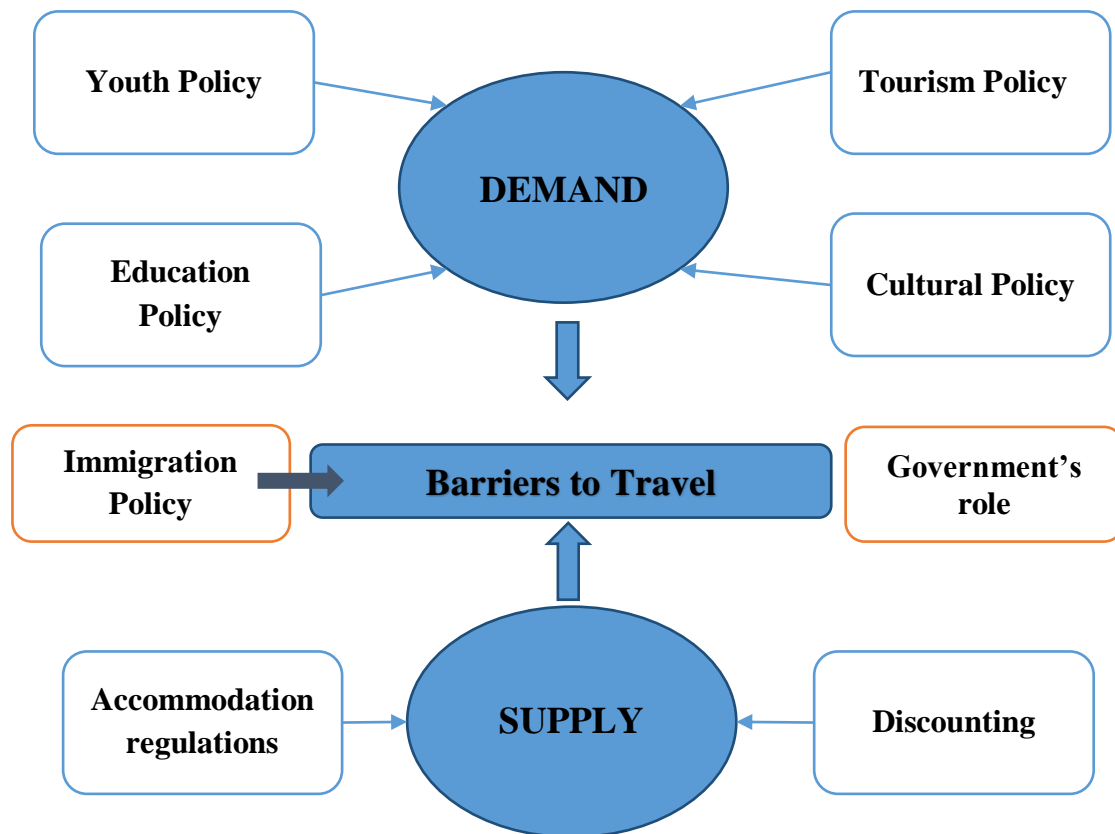 Youth Policy
Tourism Policy
DEMAND
Education
Policy
Cultural Policy
Immigration
Policy
Barriers to Travel
Government’s
role
Accommodation
regulations
SUPPLY
Discounting